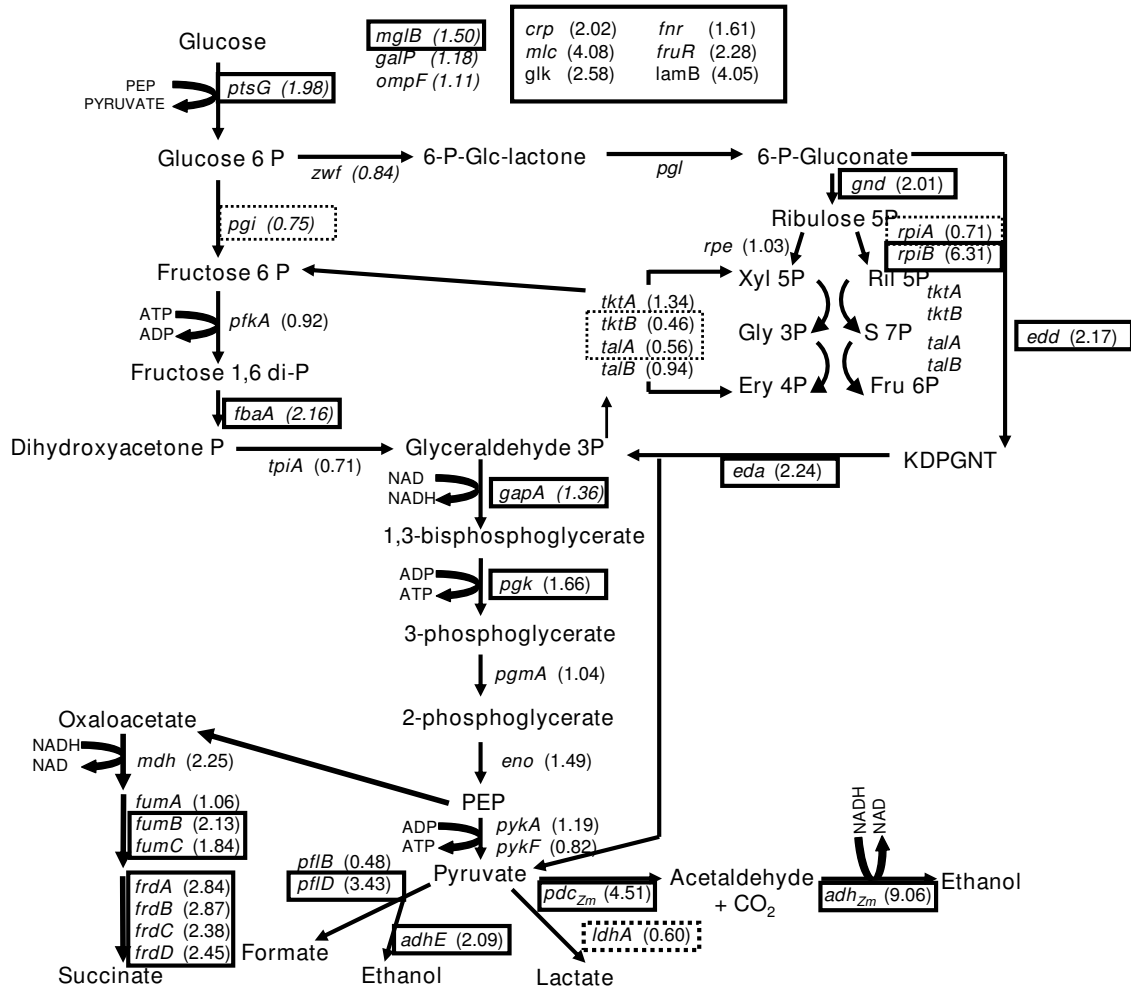 Glucose
mglB (1.50)
galP (1.18)
ompF (1.11)
crp (2.02) fnr (1.61)
mlc (4.08) fruR (2.28)
glk (2.58) lamB (4.05)
PEP
PYRUVATE
ptsG (1.98)
Glucose 6 P
zwf (0.84)
6-P-Glc-lactone
pgl
6-P-Gluconate
gnd (2.01)
pgi (0.75)
Ribulose 5P
rpiA (0.71)
rpiB (6.31)
rpe (1.03)
Fructose 6 P
Xyl 5P
Ril 5P
tktA (1.34)
tktB (0.46)
talA (0.56)
talB (0.94)
tktA
tktB
talA
talB
Gly 3P
S 7P
Ery 4P
Fru 6P
edd (2.17)
ATP
ADP
pfkA (0.92)
Fructose 1,6 di-P
fbaA (2.16)
Dihydroxyacetone P
tpiA (0.71)
Glyceraldehyde 3P
eda (2.24)
KDPGNT
NAD
NADH
gapA (1.36)
1,3-bisphosphoglycerate
ADP
ATP
pgk (1.66)
3-phosphoglycerate
pgmA (1.04)
2-phosphoglycerate
eno (1.49)
Oxaloacetate
NADH
NAD
mdh (2.25)
PEP
fumA (1.06)
fumB (2.13)
fumC (1.84)
ADP
ATP
pykA (1.19)
pykF (0.82)
NADH
NAD
pflB (0.48)
pflD (3.43)
Pyruvate
pdcZm (4.51)
Acetaldehyde
+ CO2
adhZm (9.06)
Ethanol
frdA (2.84)
frdB (2.87)
frdC (2.38)
frdD (2.45)
adhE (2.09)
ldhA (0.60)
Formate
Succinate
Ethanol
Lactate